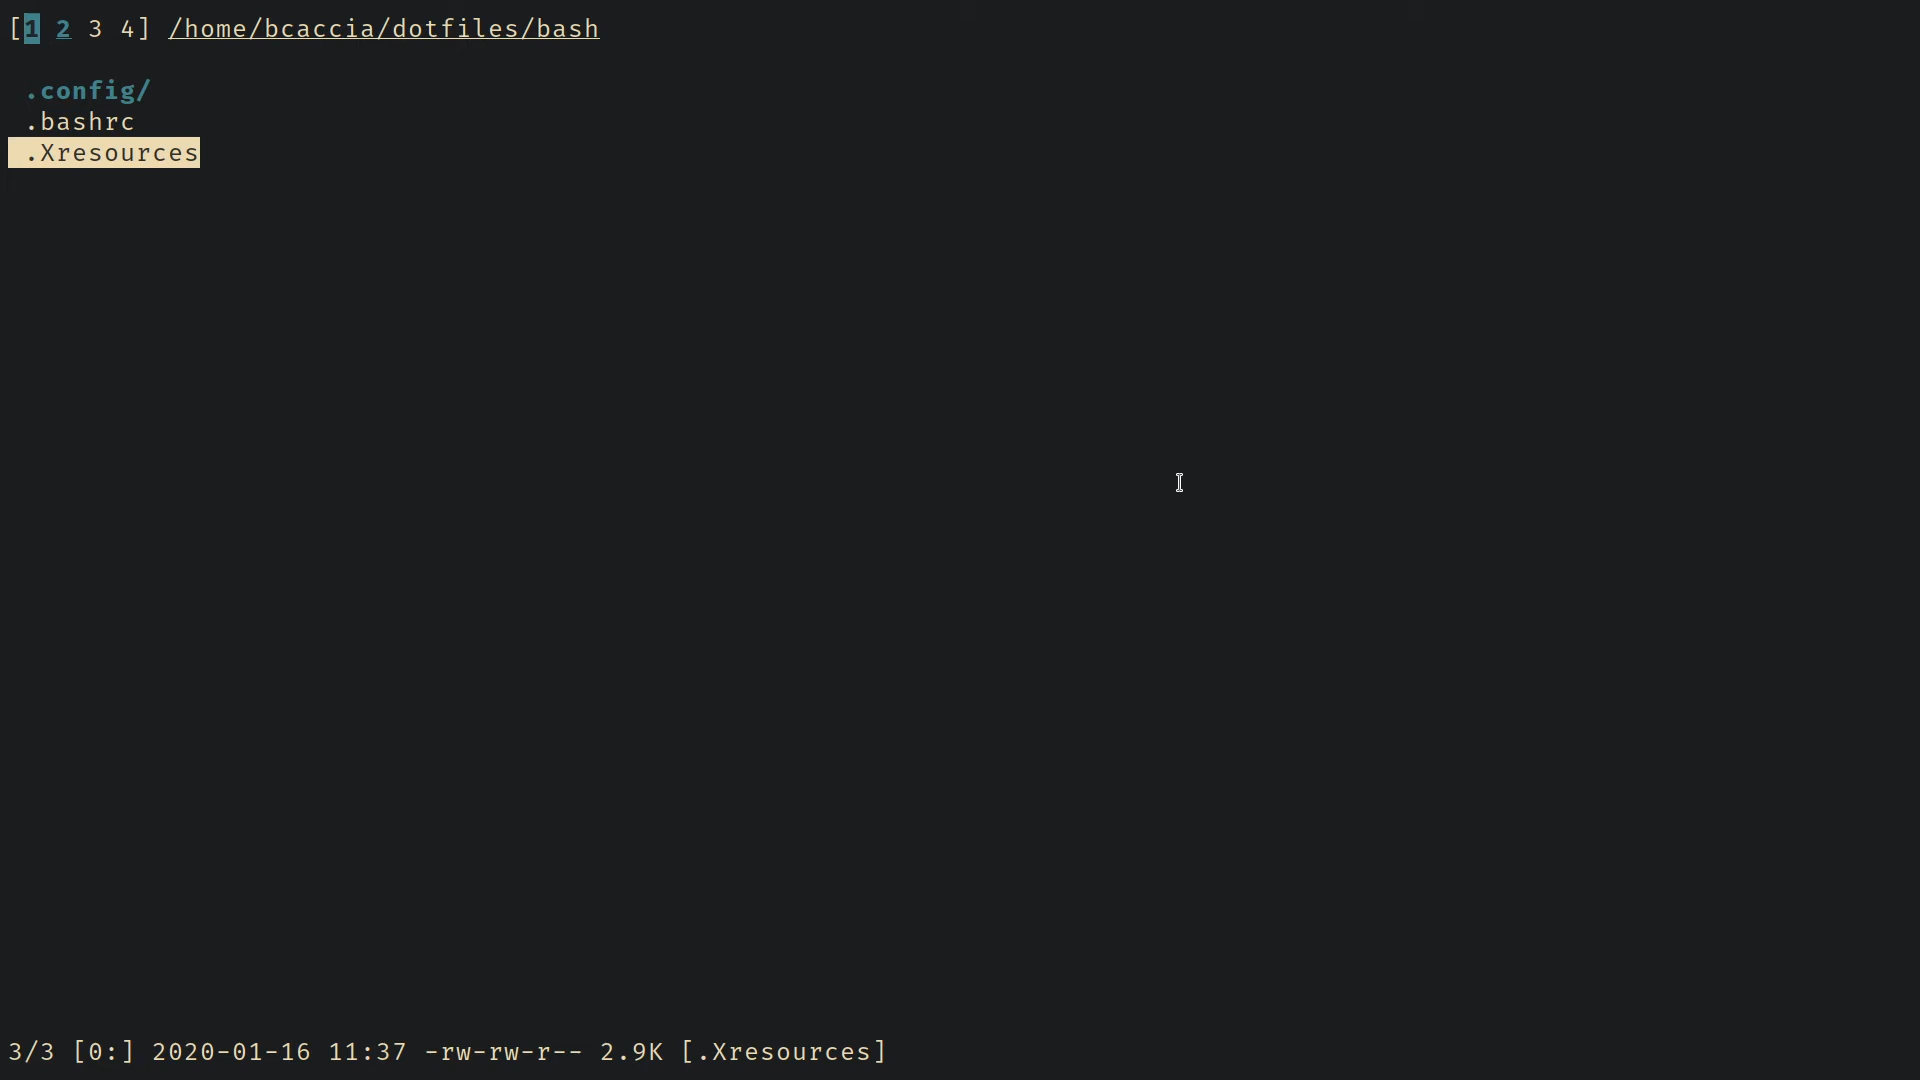 [1 2 3 4] /home/bcaccia/dotfiles/bash
.config/
.bashrc
.Xresources
3/3 [0:] 2020-01-16 11:37 -rw-rw-r-- 2.9K [.Xresources]